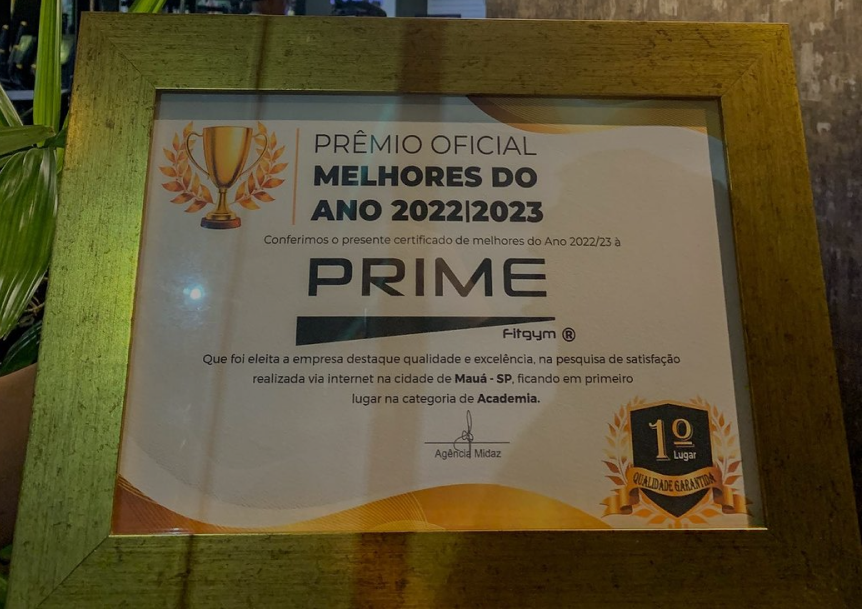 PRÊMIO OFICIAL
MELHORES DO
ANO 2022|2023
Conferimos o presente certificado de melhores do Ano 2022/23 à
PRIME
Fitgym ®
Que foi eleita a empresa destaque qualidade e excelência, na pesquisa de satisfação
realizada via internet na cidade de Mauá - SP, ficando em primeiro
lugar na categoria de Academia.
Agência Midaz
1º
Lugar
QUALIDADE GARANTIDA